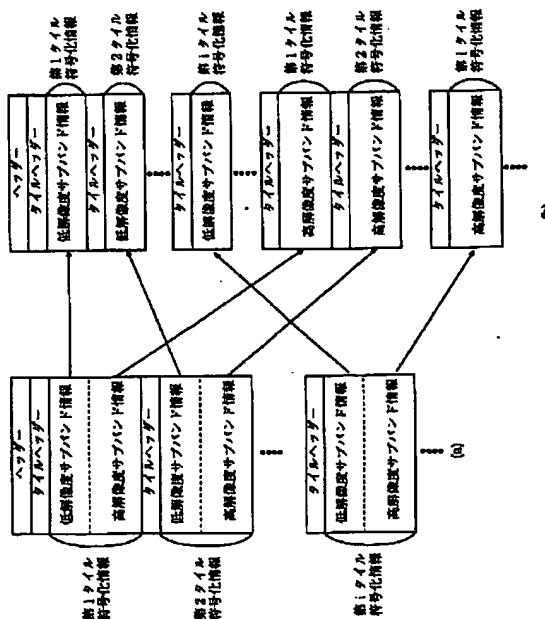 ヘッダー
タイルヘッダー
低解像度サブバンド情報
高解像度サブバンド情報
タイルヘッダー
低解像度サブバンド情報
高解像度サブバンド情報
タイルヘッダー
低解像度サブバンド情報
高解像度サブバンド情報
第1タイル
符号化情報
第2タイル
符号化情報
第iタイル
符号化情報
(a)
ヘッダー
タイルヘッダー
低解像度サブバンド情報
タイルヘッダー
低解像度サブバンド情報
タイルヘッダー
低解像度サブバンド情報
タイルヘッダー
高解像度サブバンド情報
タイルヘッダー
高解像度サブバンド情報
タイルヘッダー
高解像度サブバンド情報
第1タイル
符号化情報
第2タイル
符号化情報
第iタイル
符号化情報
第1タイル
符号化情報
第2タイル
符号化情報
第iタイル
符号化情報